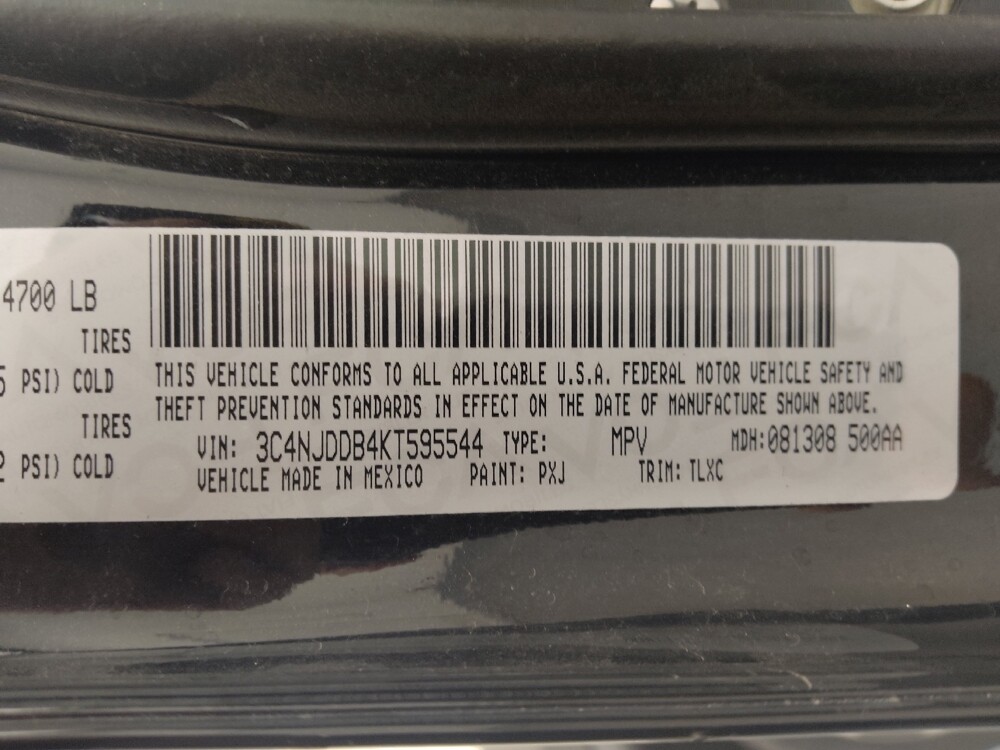 4700 LB
TIRES
PSI) COLD
TIRES
PSI) COLD
THIS VEHICLE CONFORMS TO ALL APPLICABLE U.S.A. FEDERAL MOTOR VEHICLE SAFETY AND
THEFT PREVENTION STANDARDS IN EFFECT ON THE DATE OF MANUFACTURE SHOWN ABOVE.
VIN: 3C4NJDDB4KT595544 TYPE: MPV MDH:081308 500AA
VEHICLE MADE IN MEXICO PAINT: PXJ TRIM: TLXC